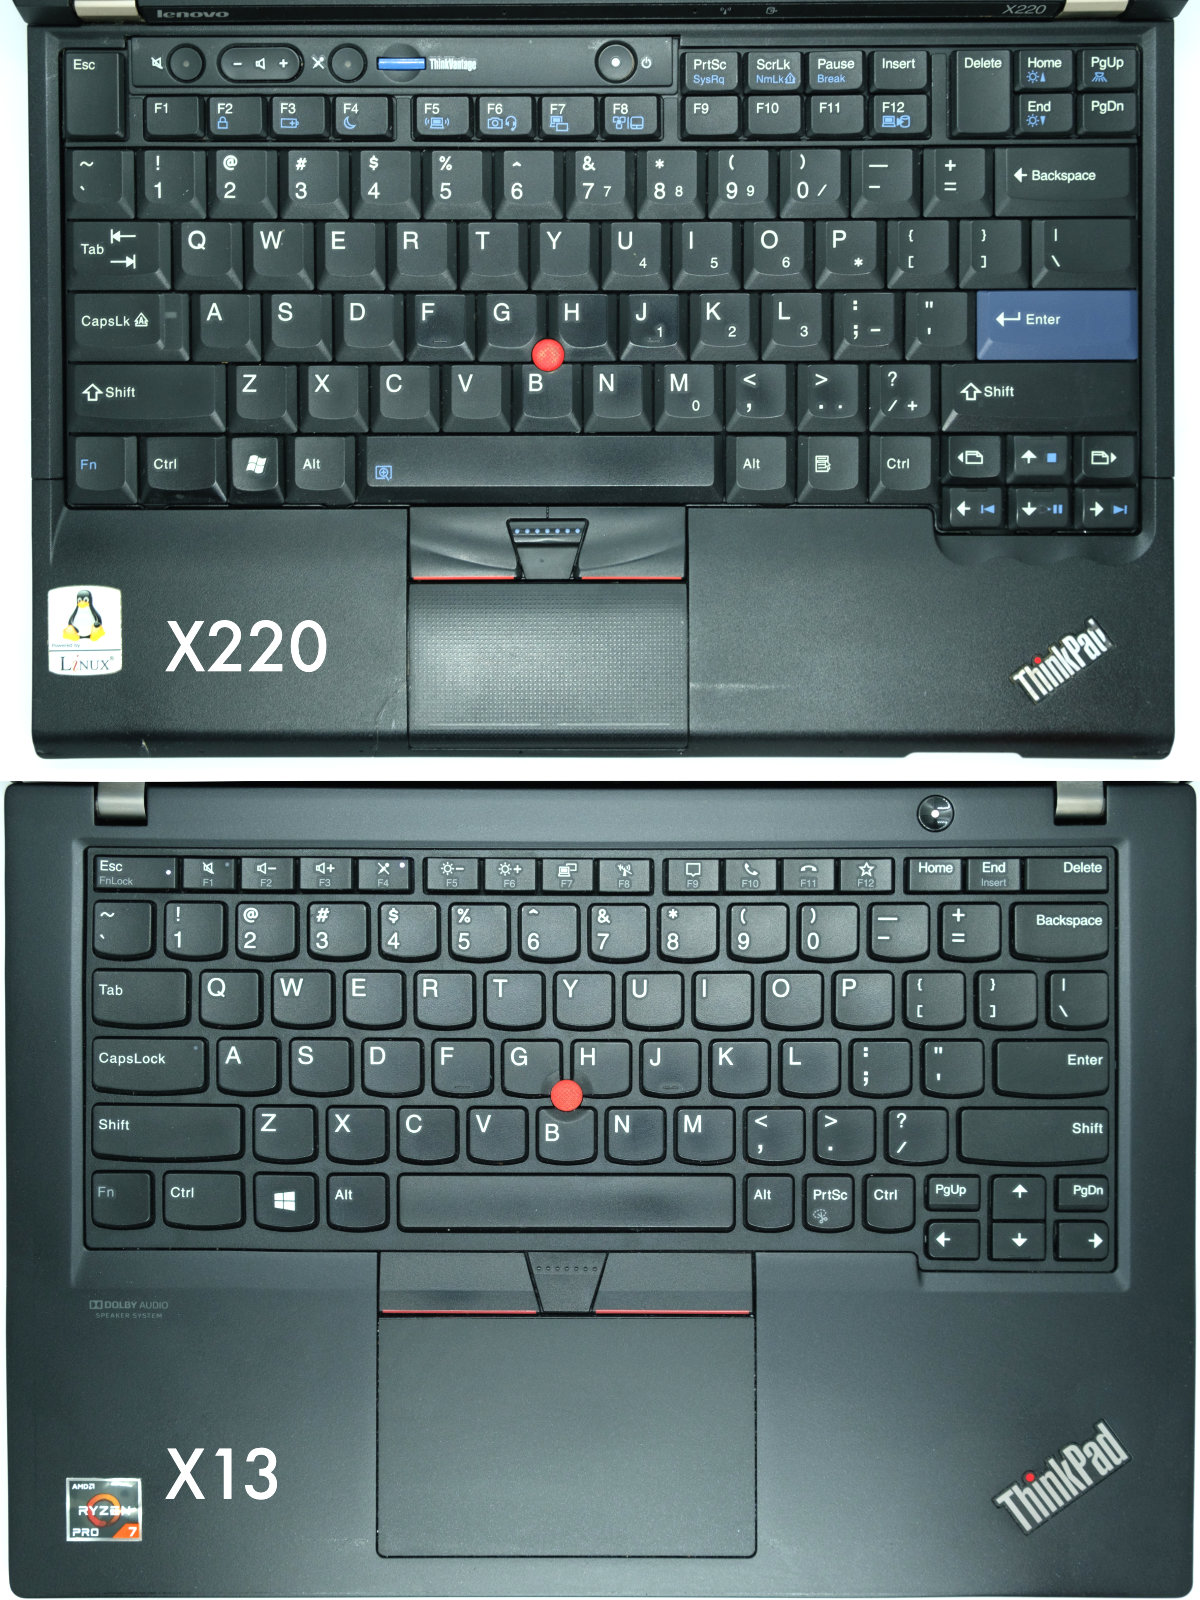 lenovo X220
Esc ThinkVantage PrtSc ScrLk Pause Insert Delete Home PgUp
SysRq NmLk Break
F1 F2 F3 F4 F5 F6 F7 F8 F9 F10 F11 F12 End PgDn
~ ! @ # $ % ^ & * ( ) — +
` 1 2 3 4 5 6 7 7 8 8 9 9 0 / - = Backspace
Tab Q W E R T Y U 4 I 5 O 6 P * { [ } ] | \
CapsLk A S D F G H J 1 K 2 L 3 : ; - " ' Enter
Shift Z X C V B N M 0 < , > . . ? / + Shift
Fn Ctrl Alt Alt Ctrl
Powered by
LiNUX
X220
ThinkPad
Esc Home End Delete
FnLock F1 F2 F3 F4 F5 F6 F7 F8 F9 F10 F11 F12 Insert
~ ! @ # $ % ^ & * ( ) — +
` 1 2 3 4 5 6 7 8 9 0 - = Backspace
Tab Q W E R T Y U I O P { [ } ] | \
CapsLock A S D F G H J K L : ; " ' Enter
Shift Z X C V B N M < , > . ? / Shift
Fn Ctrl Alt Alt PrtSc Ctrl PgUp PgDn
DOLBY AUDIO
SPEAKER SYSTEM
X13
AMD
RYZEN
PRO 7
ThinkPad